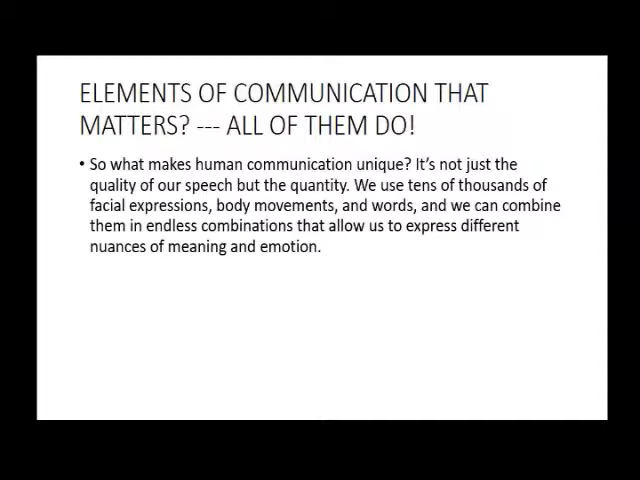 ELEMENTS OF COMMUNICATION THAT
MATTERS? --- ALL OF THEM DO!
• So what makes human communication unique? It’s not just the
quality of our speech but the quantity. We use tens of thousands of
facial expressions, body movements, and words, and we can combine
them in endless combinations that allow us to express different
nuances of meaning and emotion.